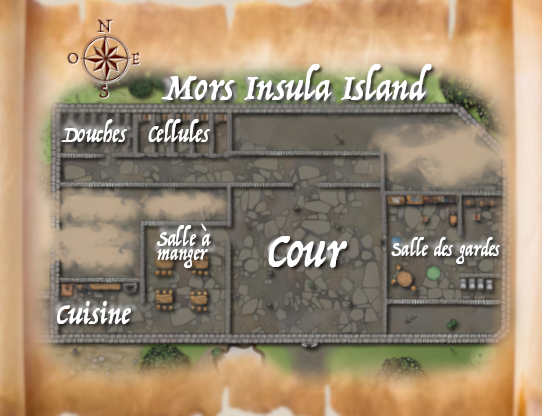 N
O E
S
Mors Insula Island
Douches
Cellules
Salle à
manger
Cour
Salle des gardes
Cuisine